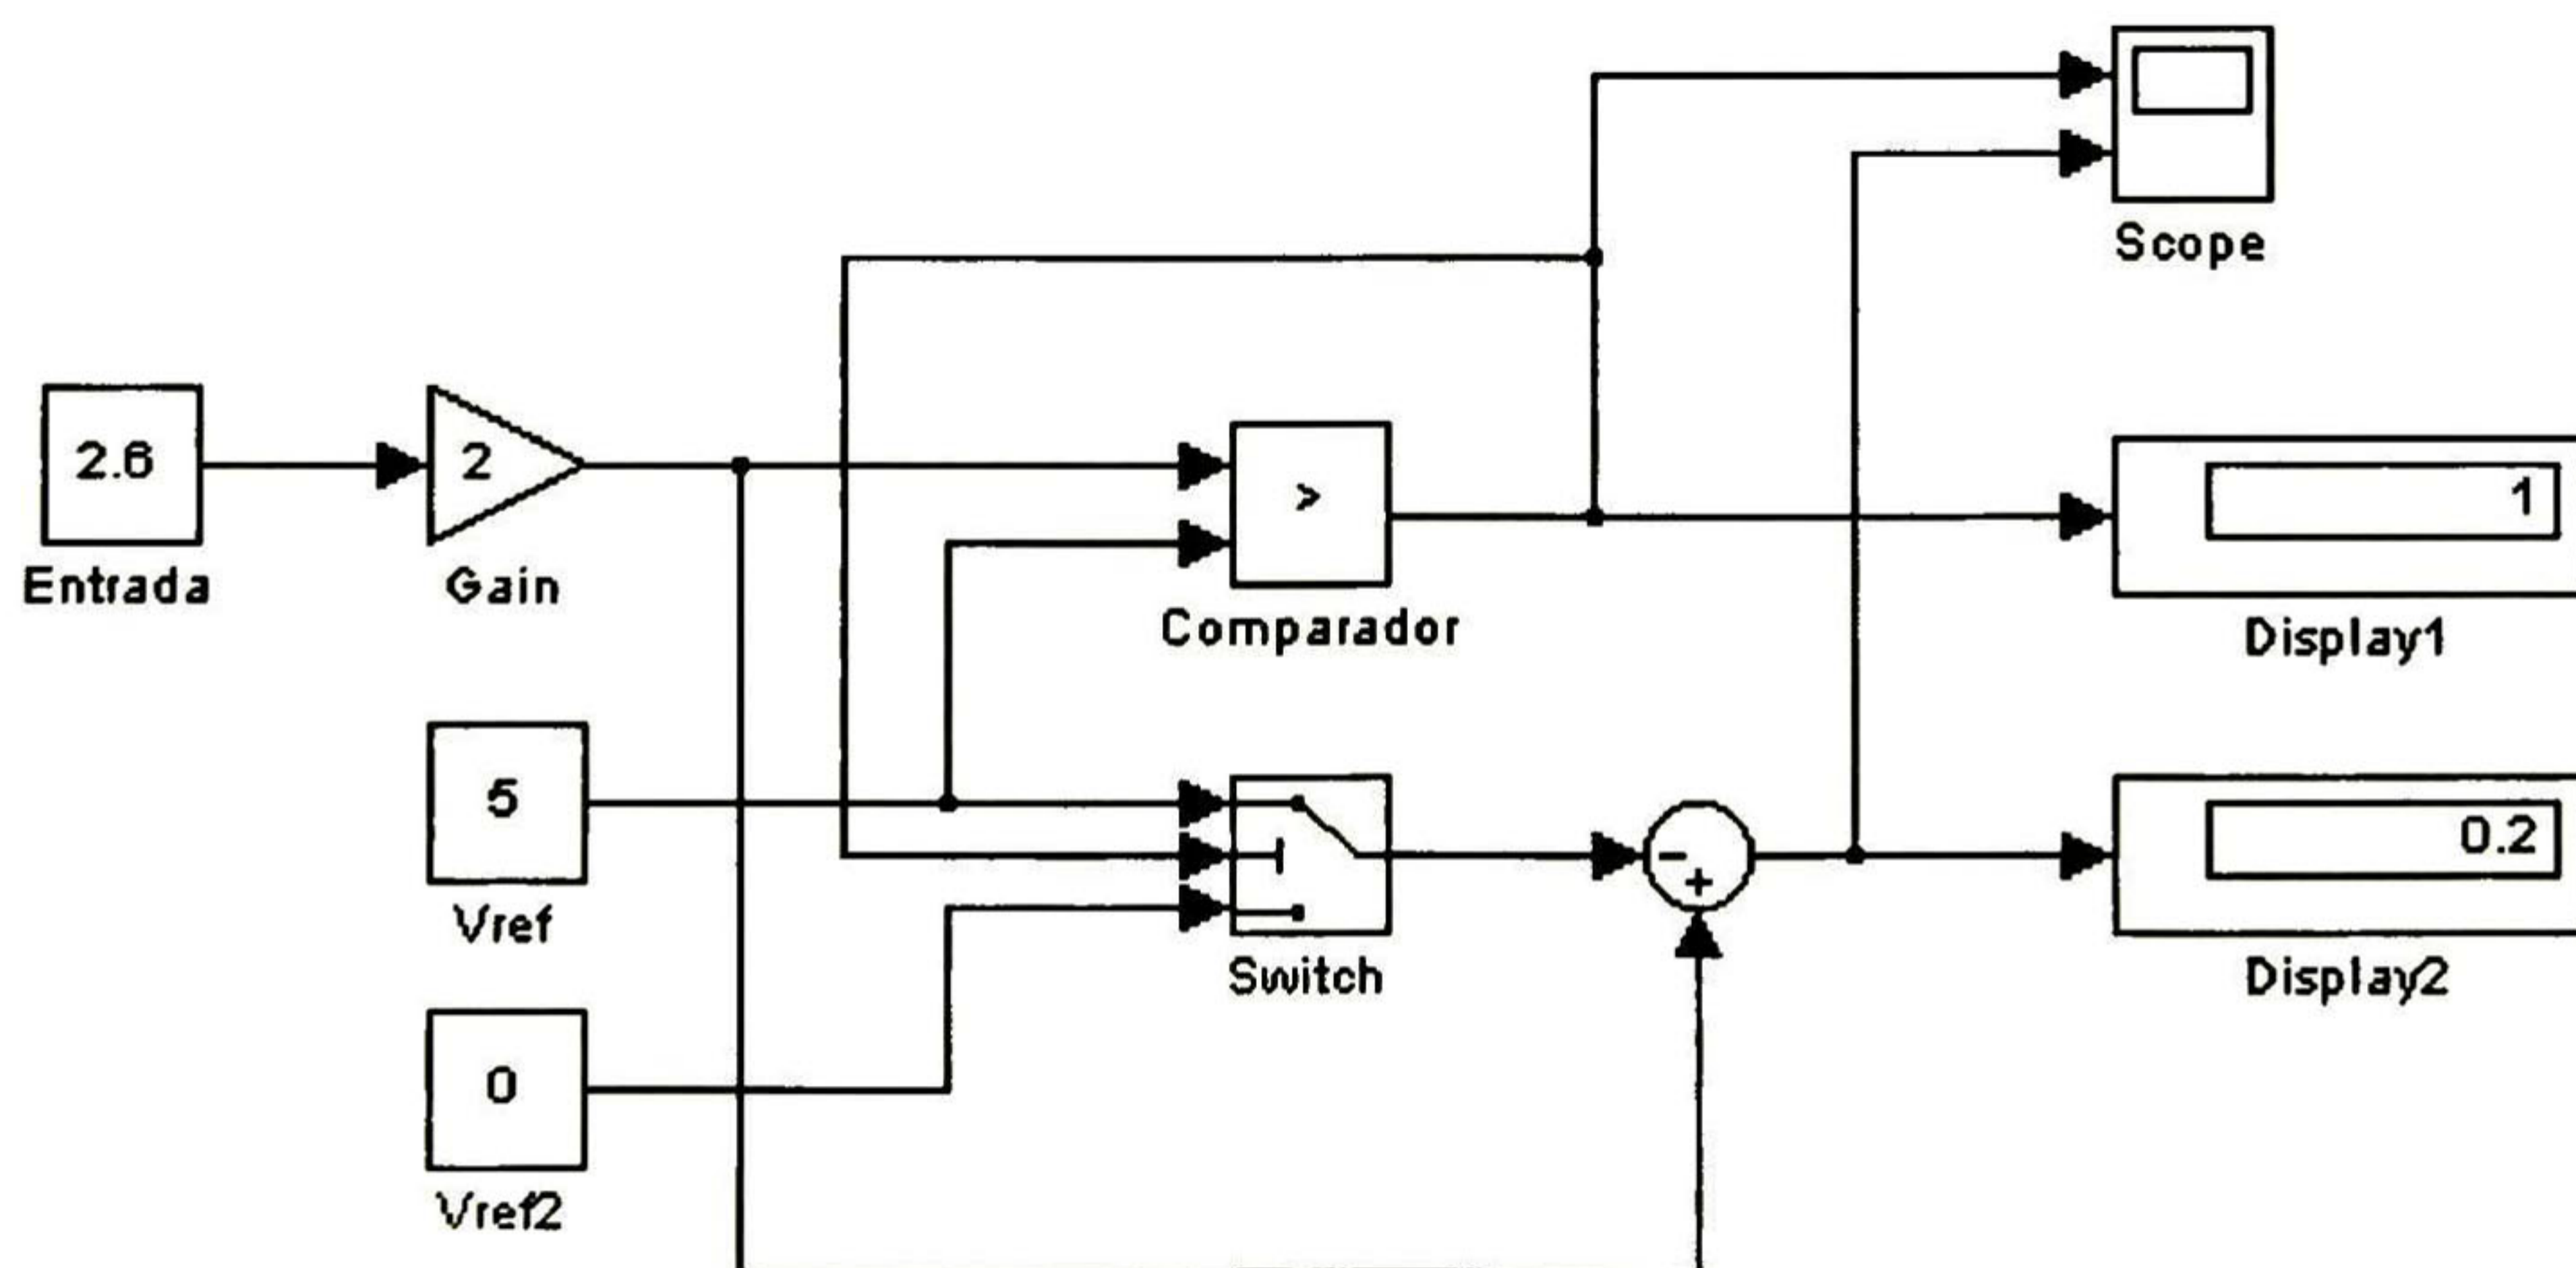 Scope
2.6
2
>
1
Entrada
Gain
Comparador
Display1
5
-
+
0.2
Vref
Switch
Display2
0
Vref2